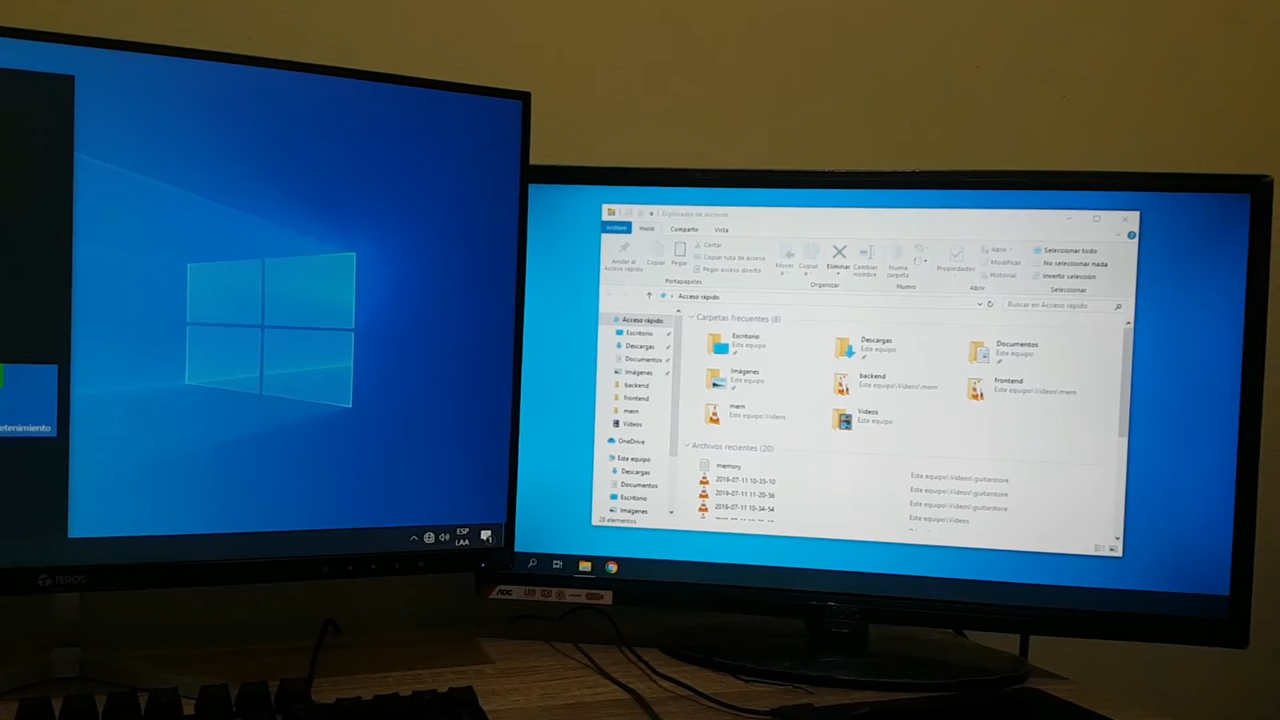 etenimiento
ESP
LAA
TEROS
Explorador de archivos
Archivo Inicio Compartir Vista
Anclar al Acceso rápido
Copiar
Pegar
Cortar
Copiar ruta de acceso
Pegar acceso directo
Portapapeles
Mover a
Copiar a
Eliminar
Cambiar nombre
Organizar
Nueva carpeta
Nuevo
Propiedades
Abrir
Modificar
Historial
Abrir
Seleccionar todo
No seleccionar nada
Invertir selección
Seleccionar
Acceso rápido
Buscar en Acceso rápido
Acceso rápido
Escritorio
Descargas
Documentos
Imágenes
backend
frontend
mem
Videos
OneDrive
Este equipo
Descargas
Documentos
Escritorio
Imágenes
28 elementos
Carpetas frecuentes (8)
Escritorio
Este equipo
Descargas
Este equipo
Documentos
Este equipo
Imágenes
Este equipo
backend
Este equipo\Videos\mem
frontend
Este equipo\Videos\mem
mem
Este equipo\Videos
Videos
Este equipo
Archivos recientes (20)
memory
2019-07-11 10-35-10 Este equipo\Videos\guitarstore
2019-07-11 11-20-56 Este equipo\Videos\guitarstore
2019-07-11 10-34-54 Este equipo\Videos\guitarstore
Este equipo\Videos
AOC LED